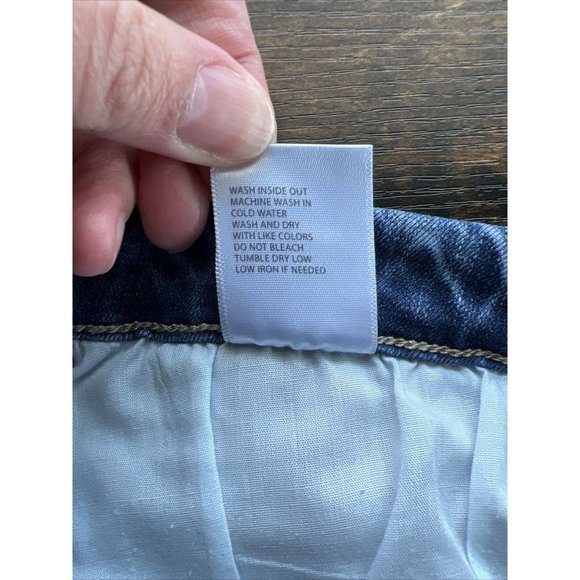 WASH INSIDE OUT
MACHINE WASH IN
COLD WATER
WASH AND DRY
WITH LIKE COLORS
DO NOT BLEACH
TUMBLE DRY LOW
LOW IRON IF NEEDED